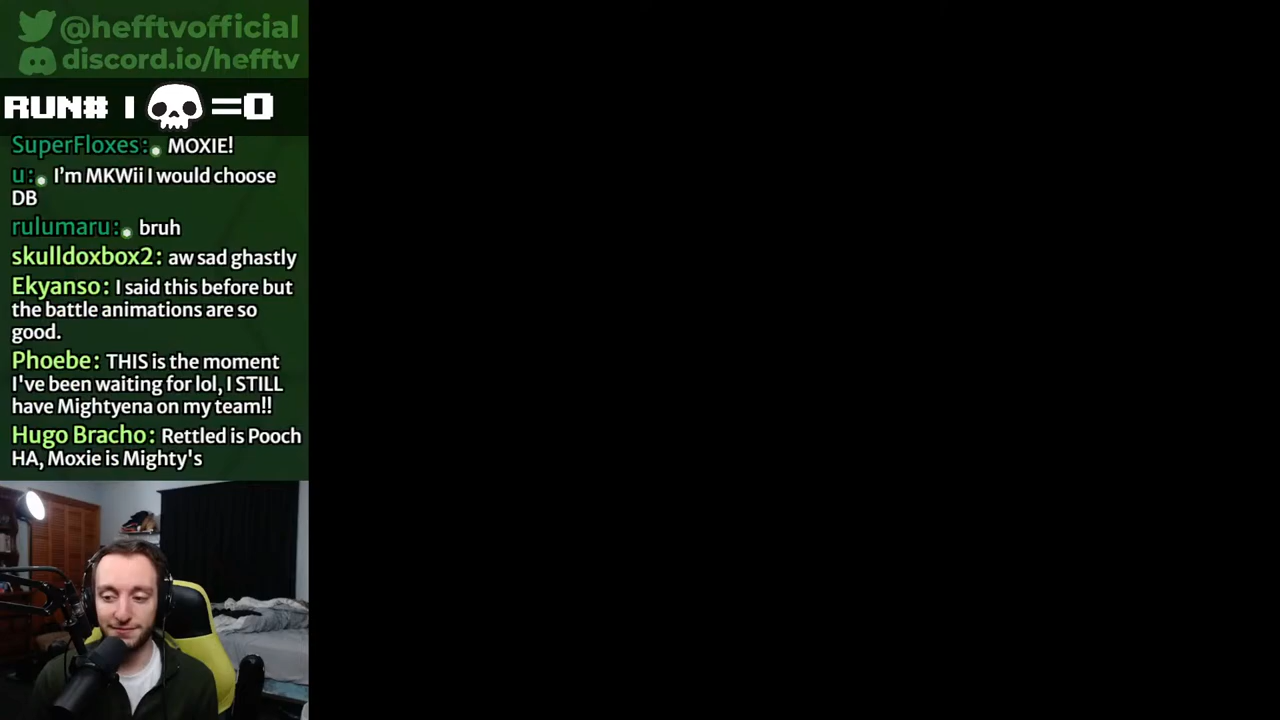 @hefftvofficial
discord.io/hefftv
RUN# 1 =0
SuperFloxes: MOXIE!
u: I’m MKWii I would choose
DB
rulumaru: bruh
skulldoxbox2: aw sad ghastly
Ekyanso: I said this before but
the battle animations are so
good.
Phoebe: THIS is the moment
I've been waiting for lol, I STILL
have Mightyena on my team!!
Hugo Bracho: Rettled is Pooch
HA, Moxie is Mighty's